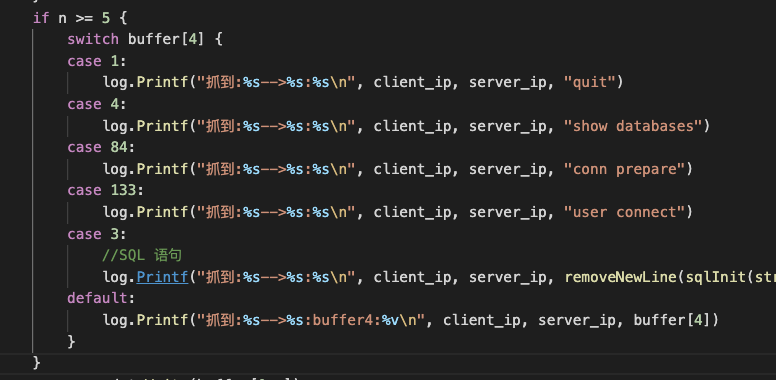 if n >= 5 {
switch buffer[4] {
case 1:
log.Printf("抓到:%s-->%s:%s\n", client_ip, server_ip, "quit")
case 4:
log.Printf("抓到:%s-->%s:%s\n", client_ip, server_ip, "show databases")
case 84:
log.Printf("抓到:%s-->%s:%s\n", client_ip, server_ip, "conn prepare")
case 133:
log.Printf("抓到:%s-->%s:%s\n", client_ip, server_ip, "user connect")
case 3:
//SQL 语句
log.Printf("抓到:%s-->%s:%s\n", client_ip, server_ip, removeNewLine(sqlInit(str
default:
log.Printf("抓到:%s-->%s:buffer4:%v\n", client_ip, server_ip, buffer[4])
}
}